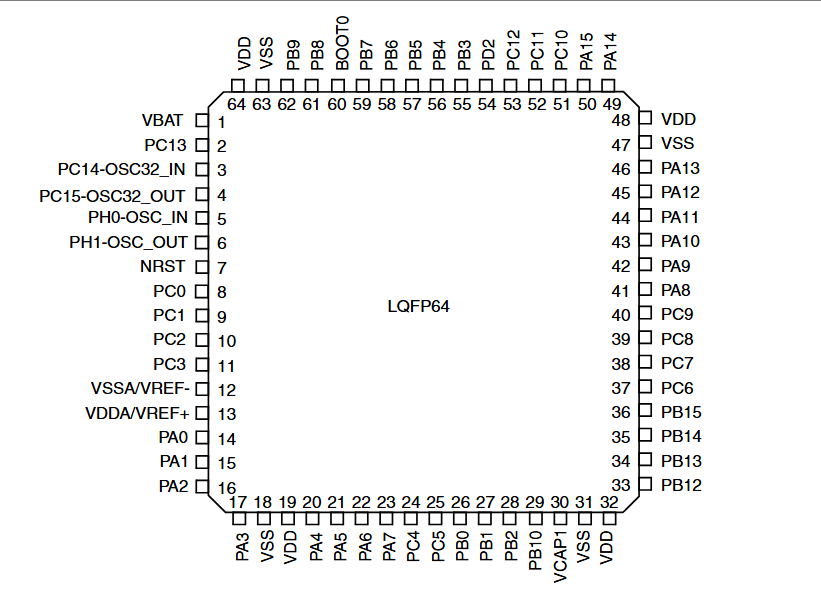 VDD VSS PB9 PB8 BOOT0 PB7 PB6 PB5 PB4 PB3 PD2 PC12 PC11 PC10 PA15 PA14
64 63 62 61 60 59 58 57 56 55 54 53 52 51 50 49
VBAT 1 48 VDD
PC13 2 47 VSS
PC14-OSC32_IN 3 46 PA13
PC15-OSC32_OUT 4 45 PA12
PH0-OSC_IN 5 44 PA11
PH1-OSC_OUT 6 43 PA10
NRST 7 42 PA9
PC0 8 41 PA8
LQFP64
PC1 9 40 PC9
PC2 10 39 PC8
PC3 11 38 PC7
VSSA/VREF- 12 37 PC6
VDDA/VREF+ 13 36 PB15
PA0 14 35 PB14
PA1 15 34 PB13
PA2 16 33 PB12
17 18 19 20 21 22 23 24 25 26 27 28 29 30 31 32
PA3 VSS VDD PA4 PA5 PA6 PA7 PC4 PC5 PB0 PB1 PB2 PB10 VCAP1 VSS VDD